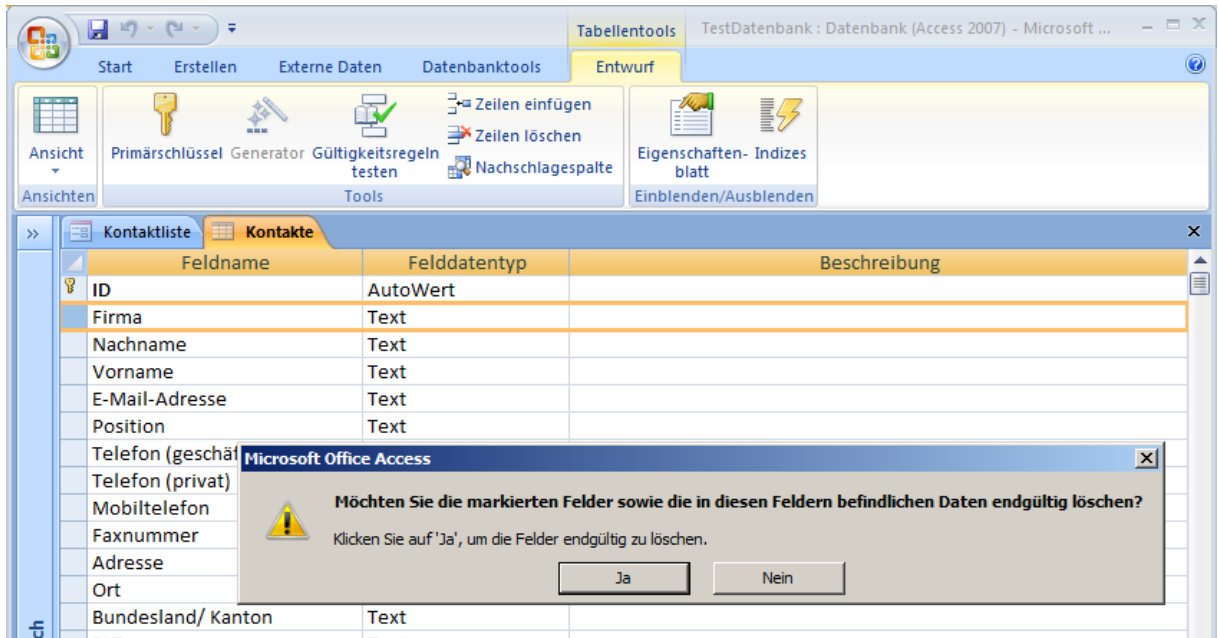 Tabellentools TestDatenbank : Datenbank (Access 2007) - Microsoft ...
Start Erstellen Externe Daten Datenbanktools Entwurf
Ansicht
Primärschlüssel Generator Gültigkeitsregeln testen
Zeilen einfügen
Zeilen löschen
Nachschlagespalte
Eigenschaften-
blatt
Indizes
Ansichten Tools Einblenden/Ausblenden
Kontaktliste Kontakte
Feldname Felddatentyp Beschreibung
ID AutoWert
Firma Text
Nachname Text
Vorname Text
E-Mail-Adresse Text
Position Text
Telefon (geschäf
Telefon (privat)
Mobiltelefon
Faxnummer
Adresse
Ort
Bundesland/ Kanton Text
Microsoft Office Access
Möchten Sie die markierten Felder sowie die in diesen Feldern befindlichen Daten endgültig löschen?
Klicken Sie auf 'Ja', um die Felder endgültig zu löschen.
Ja Nein
ch